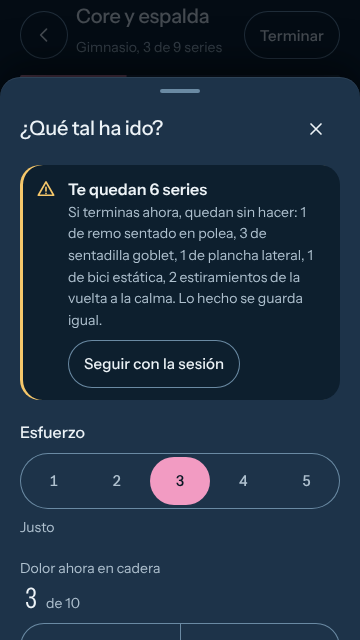 Core y espalda
Gimnasio, 3 de 9 series
Terminar
¿Qué tal ha ido?
Te quedan 6 series
Si terminas ahora, quedan sin hacer: 1
de remo sentado en polea, 3 de
sentadilla goblet, 1 de plancha lateral, 1
de bici estática, 2 estiramientos de la
vuelta a la calma. Lo hecho se guarda
igual.
Seguir con la sesión
Esfuerzo
1 2 3 4 5
Justo
Dolor ahora en cadera
3 de 10